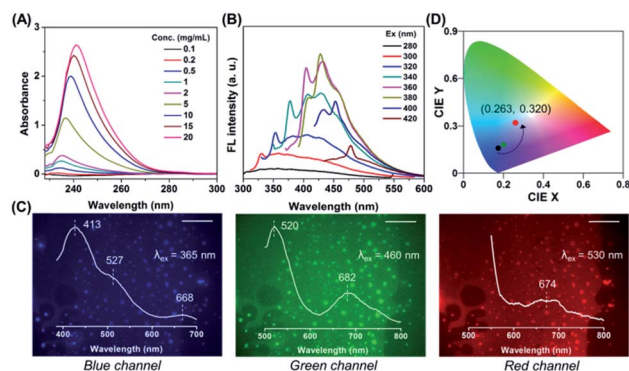 (A)
Absorbance
3
2
1
0
Conc. (mg/mL)
0.1
0.2
0.5
1
2
5
10
15
20
240
260
280
300
Wavelength (nm)
(B)
FL intensity (a. u.)
Ex (nm)
280
300
320
340
360
380
400
420
300
350
400
450
500
550
600
Wavelength (nm)
(D)
CIE Y
0.9
0.6
0.3
0.0
(0.263, 0.320)
0.0
0.2
0.4
0.6
0.8
CIE X
(C)
413
527
668
λex = 365 nm
400
500
600
700
Wavelength (nm)
Blue channel
520
682
λex = 460 nm
500
600
700
800
Wavelength (nm)
Green channel
674
λex = 530 nm
500
600
700
800
Wavelength (nm)
Red channel